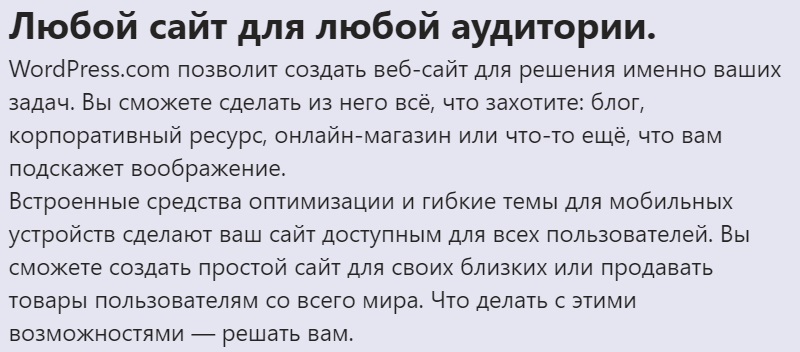 Любой сайт для любой аудитории.
WordPress.com позволит создать веб-сайт для решения именно ваших
задач. Вы сможете сделать из него всё, что захотите: блог,
корпоративный ресурс, онлайн-магазин или что-то ещё, что вам
подскажет воображение.
Встроенные средства оптимизации и гибкие темы для мобильных
устройств сделают ваш сайт доступным для всех пользователей. Вы
сможете создать простой сайт для своих близких или продавать
товары пользователям со всего мира. Что делать с этими
возможностями — решать вам.